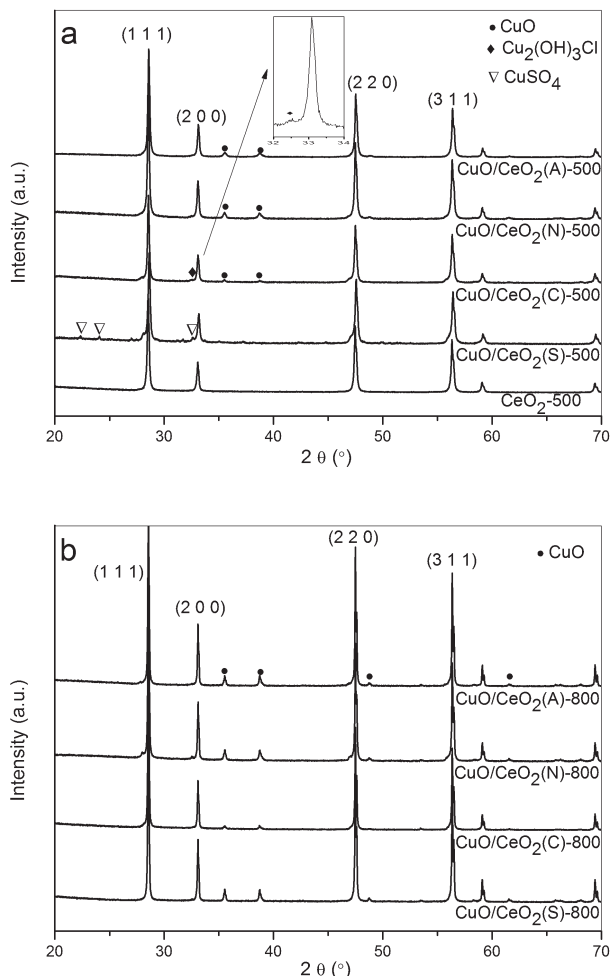 a
● CuO
♦ Cu2(OH)3Cl
▽ CuSO4
(1 1 1)
(2 0 0)
(2 2 0)
(3 1 1)
32 33 34
CuO/CeO2(A)-500
CuO/CeO2(N)-500
CuO/CeO2(C)-500
CuO/CeO2(S)-500
CeO2-500
Intensity (a.u.)
20 30 40 50 60 70
2 θ (°)
b
● CuO
(1 1 1)
(2 0 0)
(2 2 0)
(3 1 1)
CuO/CeO2(A)-800
CuO/CeO2(N)-800
CuO/CeO2(C)-800
CuO/CeO2(S)-800
Intensity (a.u.)
20 30 40 50 60 70
2 θ (°)